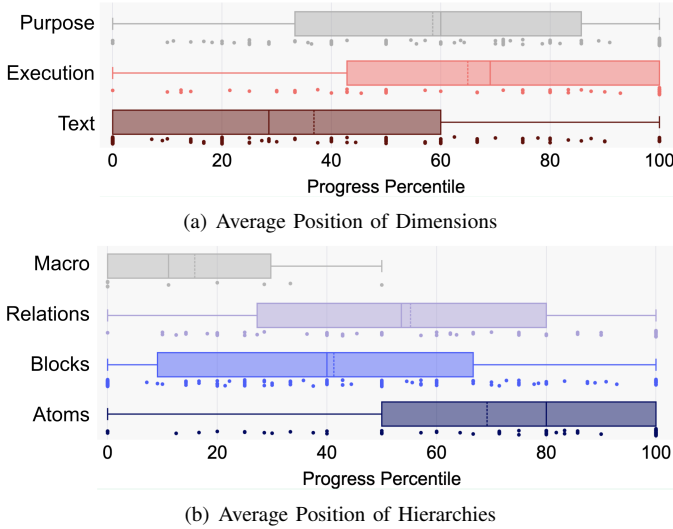 Purpose
Execution
Text
0 20 40 60 80 100
Progress Percentile
(a) Average Position of Dimensions
Macro
Relations
Blocks
Atoms
0 20 40 60 80 100
Progress Percentile
(b) Average Position of Hierarchies